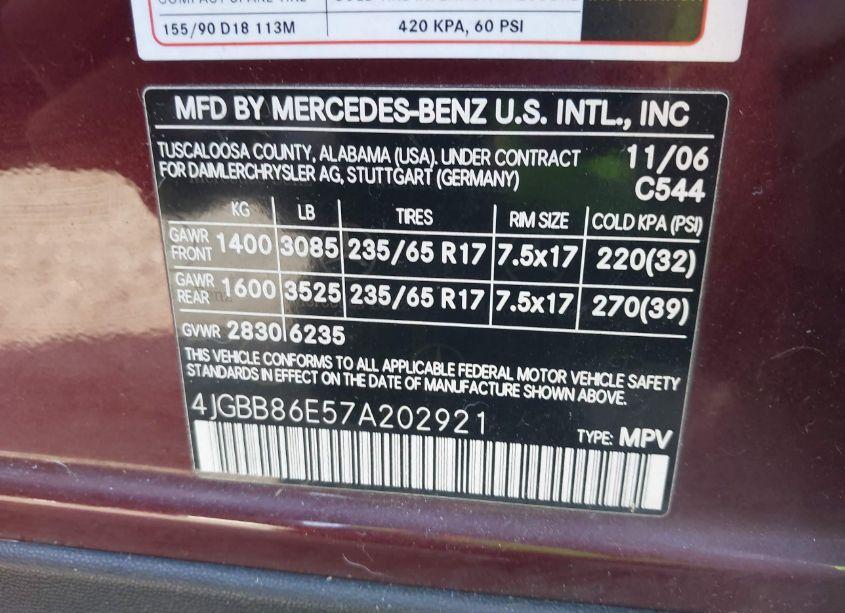 155/90 D18 113M 420 KPA, 60 PSI
MFD BY MERCEDES-BENZ U.S. INTL., INC
TUSCALOOSA COUNTY, ALABAMA (USA). UNDER CONTRACT 11/06
FOR DAIMLERCHRYSLER AG, STUTTGART (GERMANY) C544
KG LB TIRES RIM SIZE COLD KPA (PSI)
GAWR FRONT 1400 3085 235/65 R17 7.5x17 220(32)
GAWR REAR 1600 3525 235/65 R17 7.5x17 270(39)
GVWR 2830 6235
THIS VEHICLE CONFORMS TO ALL APPLICABLE FEDERAL MOTOR VEHICLE SAFETY
STANDARDS IN EFFECT ON THE DATE OF MANUFACTURE SHOWN ABOVE.
4JGBB86E57A202921
TYPE: MPV